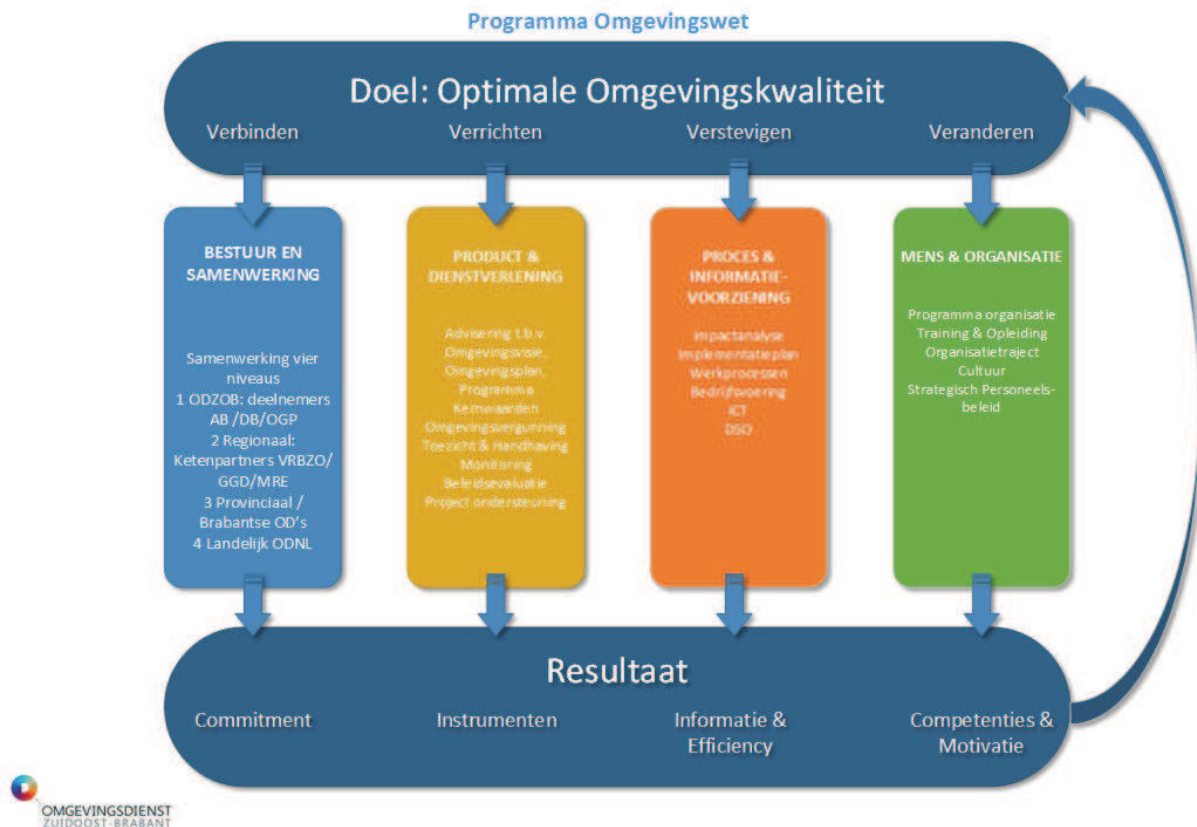 Programma Omgevingswet
Doel: Optimale Omgevingskwaliteit
Verbinden
Verrichten
Verstevigen
Veranderen
BESTUUR EN
SAMENWERKING
Samenwerking vier
niveaus
1 ODZOB: deelnemers
AB /DB/OGP
2 Regionaal:
Ketenpartners VRBZO/
GGD/MRE
3 Provinciaal /
Brabantse OD's
4 Landelijk ODNL
PRODUCT &
DIENSTVERLENING
Advisering t.b.v.
Omgevingsvisie,
Omgevingsplan,
Programma
Kernwaarden
Omgevingsvergunning
Toezicht & Handhaving
Monitoring
Beleidsevaluatie
Project ondersteuning
PROCES &
INFORMATIE-
VOORZIENING
Impactanalyse
Implementatieplan
Werkprocessen
Bedrijfvoering
ICT
DSO
MENS & ORGANISATIE
Programma organisatie
Training & Opleiding
Organisatietraject
Cultuur
Strategisch Personeels-
beleid
Resultaat
Commitment
Instrumenten
Informatie &
Efficiency
Competenties &
Motivatie
OMGEVINGSDIENST
ZUIDOOST-BRABANT